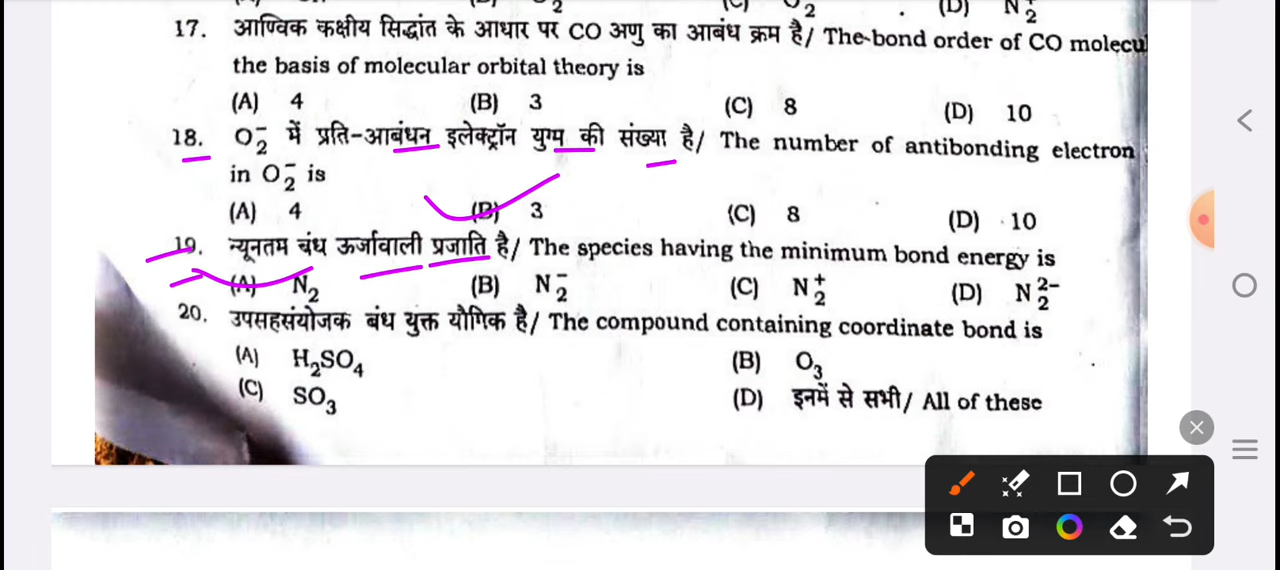 (D) N₂⁺
17. आण्विक कक्षीय सिद्धांत के आधार पर CO अणु का आबंध क्रम है/ The bond order of CO molecu
the basis of molecular orbital theory is
(A) 4 (B) 3 (C) 8 (D) 10
18. O₂⁻ में प्रति-आबंधन इलेक्ट्रॉन युग्म की संख्या है/ The number of antibonding electron
in O₂⁻ is
(A) 4 (B) 3 (C) 8 (D) 10
19. न्यूनतम बंध ऊर्जावाली प्रजाति है/ The species having the minimum bond energy is
(A) N₂ (B) N₂⁻ (C) N₂⁺ (D) N₂²⁻
20. उपसहसंयोजक बंध युक्त यौगिक है/ The compound containing coordinate bond is
(A) H₂SO₄ (B) O₃
(C) SO₃ (D) इनमें से सभी/ All of these